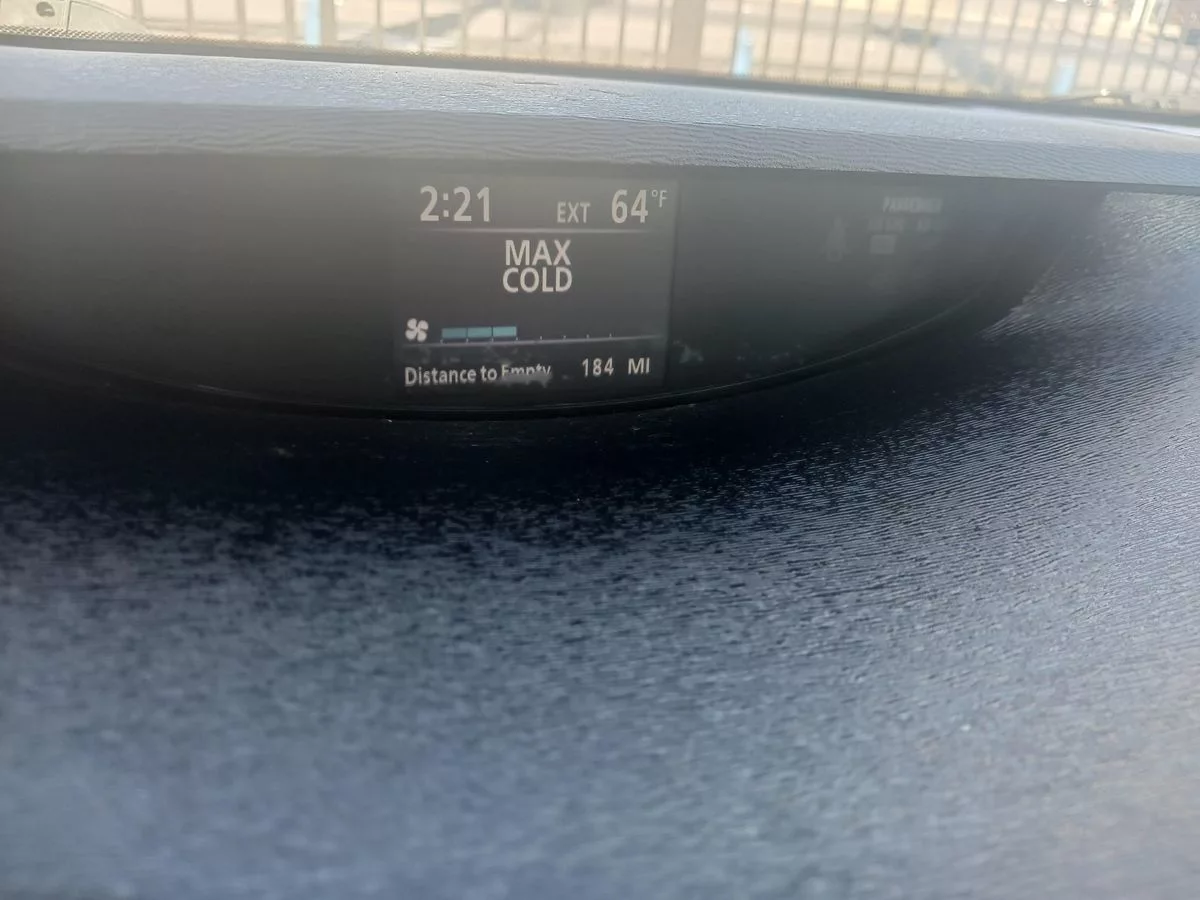 2:21 EXT 64°F
MAX
COLD
Distance to Empty 184 MI